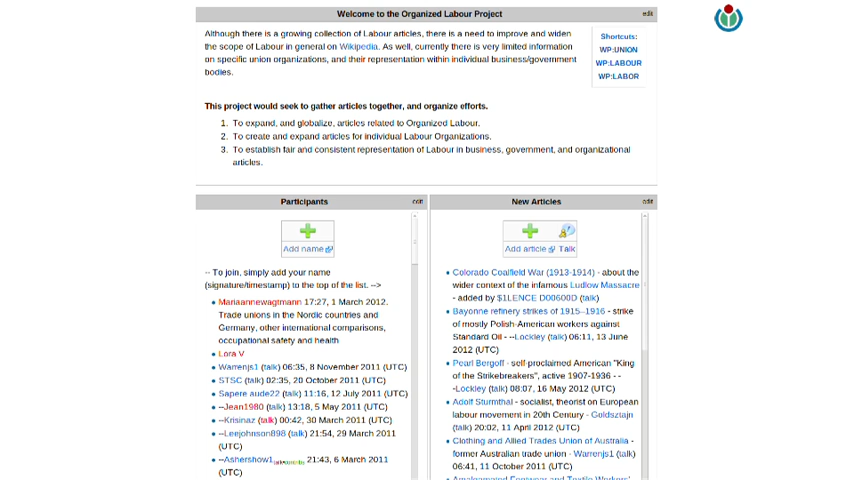 Welcome to the Organized Labour Project
edit
Although there is a growing collection of Labour articles, there is a need to improve and widen
the scope of Labour in general on Wikipedia. As well, currently there is very limited information
on specific union organizations, and their representation within individual business/government
bodies.
Shortcuts:
WP:UNION
WP:LABOUR
WP:LABOR
This project would seek to gather articles together, and organize efforts.
1. To expand, and globalize, articles related to Organized Labour.
2. To create and expand articles for individual Labour Organizations.
3. To establish fair and consistent representation of Labour in business, government, and organizational
articles.
Participants
edit
Add name
-- To join, simply add your name
(signature/timestamp) to the top of the list. -->
Mariaannewagtmann 17:27, 1 March 2012.
Trade unions in the Nordic countries and
Germany, other international comparisons,
occupational safety and health
Lora V
Warrenjs1 (talk) 06:35, 8 November 2011 (UTC)
STSC (talk) 02:35, 20 October 2011 (UTC)
Sapere aude22 (talk) 11:16, 12 July 2011 (UTC)
--Jean1980 (talk) 13:18, 5 May 2011 (UTC)
--Krisinaz (talk) 00:42, 30 March 2011 (UTC)
--Leejohnson898 (talk) 21:54, 29 March 2011
(UTC)
--Ashershow1 21:43, 6 March 2011
(UTC)
New Articles
edit
Add article Talk
Colorado Coalfield War (1913-1914) - about the
wider context of the infamous Ludlow Massacre
- added by $1LENCE D00600D (talk)
Bayonne refinery strikes of 1915–1916 - strike
of mostly Polish-American workers against
Standard Oil - --Lockley (talk) 06:11, 13 June
2012 (UTC)
Pearl Bergoff - self-proclaimed American "King
of the Strikebreakers", active 1907-1936 - -
-Lockley (talk) 08:07, 16 May 2012 (UTC)
Adolf Sturmthal - socialist, theorist on European
labour movement in 20th Century - Goldsztajn
(talk) 20:02, 11 April 2012 (UTC)
Clothing and Allied Trades Union of Australia -
former Australian trade union - Warrenjs1 (talk)
06:41, 11 October 2011 (UTC)
Amalgamated Footwear and Textile Workers'